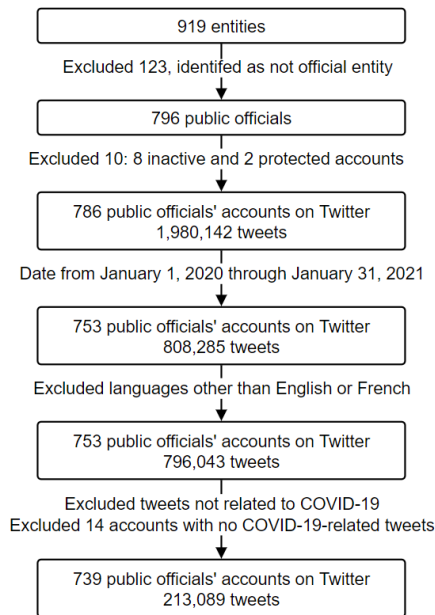 919 entities
Excluded 123, identifed as not official entity
796 public officials
Excluded 10: 8 inactive and 2 protected accounts
786 public officials' accounts on Twitter
1,980,142 tweets
Date from January 1, 2020 through January 31, 2021
753 public officials' accounts on Twitter
808,285 tweets
Excluded languages other than English or French
753 public officials' accounts on Twitter
796,043 tweets
Excluded tweets not related to COVID-19
Excluded 14 accounts with no COVID-19-related tweets
739 public officials' accounts on Twitter
213,089 tweets